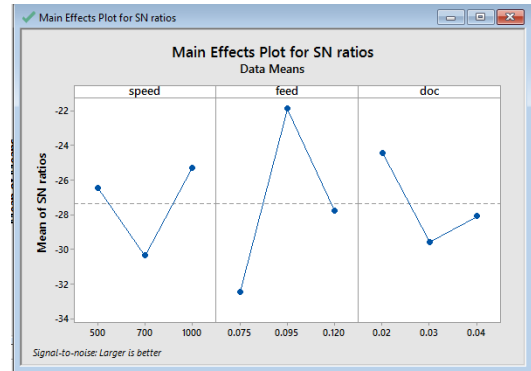 Main Effects Plot for SN ratios
Main Effects Plot for SN ratios
Data Means
speed feed doc
Mean of SN ratios
-22
-24
-26
-28
-30
-32
-34
500 700 1000 0.075 0.095 0.120 0.02 0.03 0.04
Signal-to-noise: Larger is better